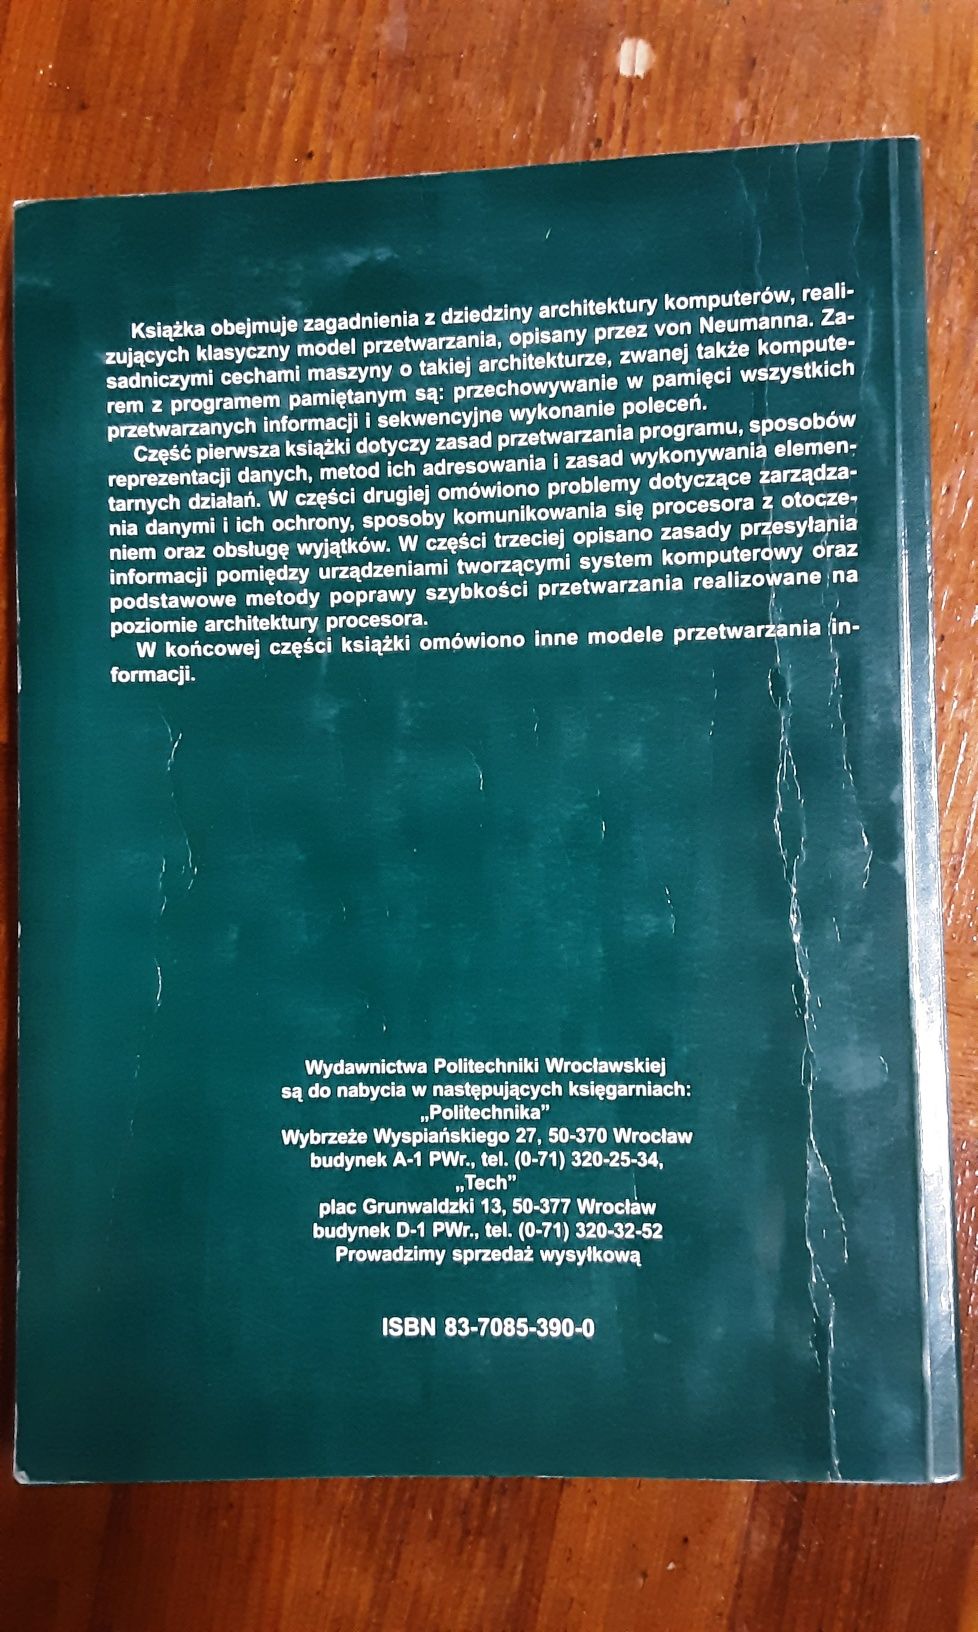 Książka obejmuje zagadnienia z dziedziny architektury komputerów, reali-
zujących klasyczny model przetwarzania, opisany przez von Neumanna. Za-
sadniczymi cechami maszyny o takiej architekturze, zwanej także kompute-
rem z programem pamiętanym są: przechowywanie w pamięci wszystkich
przetwarzanych informacji i sekwencyjne wykonanie poleceń.
Część pierwsza książki dotyczy zasad przetwarzania programu, sposobów
reprezentacji danych, metod ich adresowania i zasad wykonywania elemen-
tarnych działań. W części drugiej omówiono problemy dotyczące zarządza-
nia danymi i ich ochrony, sposoby komunikowania się procesora z otocze-
niem oraz obsługę wyjątków. W części trzeciej opisano zasady przesyłania
informacji pomiędzy urządzeniami tworzącymi system komputerowy oraz
podstawowe metody poprawy szybkości przetwarzania realizowane na
poziomie architektury procesora.
W końcowej części książki omówiono inne modele przetwarzania in-
formacji.
Wydawnictwa Politechniki Wrocławskiej
są do nabycia w następujących księgarniach:
„Politechnika”
Wybrzeże Wyspiańskiego 27, 50-370 Wrocław
budynek A-1 PWr., tel. (0-71) 320-25-34,
„Tech”
plac Grunwaldzki 13, 50-377 Wrocław
budynek D-1 PWr., tel. (0-71) 320-32-52
Prowadzimy sprzedaż wysyłkową
ISBN 83-7085-390-0